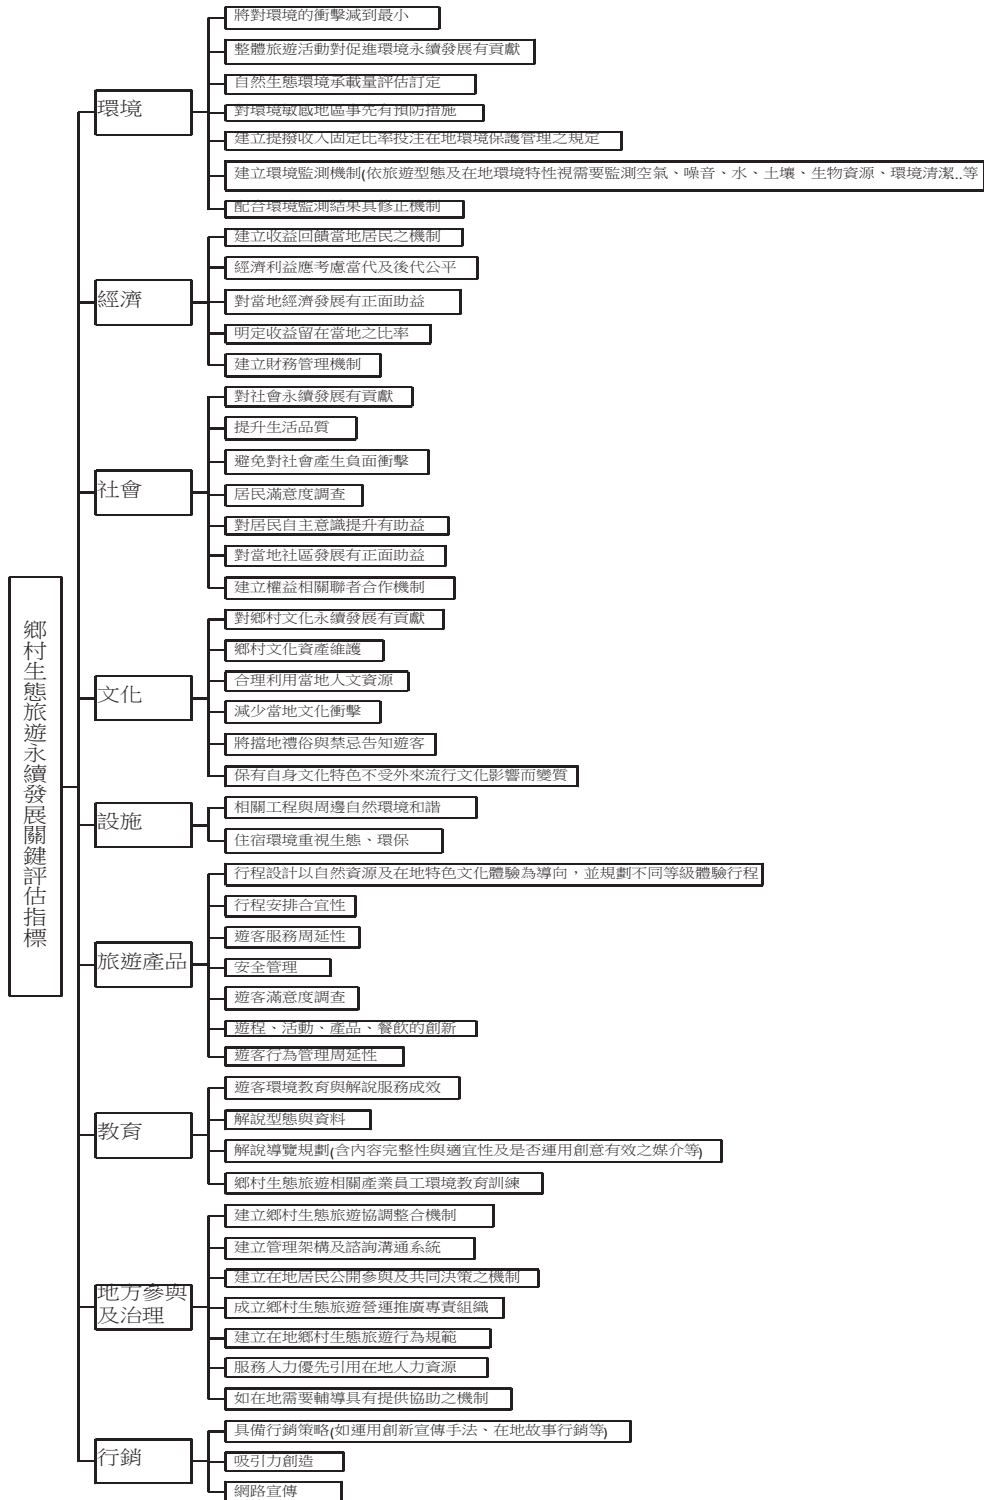 鄉村生態旅遊永續發展關鍵評估指標
環境
將對環境的衝擊減到最小
整體旅遊活動對促進環境永續發展有貢獻
自然生態環境承載量評估訂定
對環境敏感地區事先有預防措施
建立提撥收入固定比率投注在地環境保護管理之規定
建立環境監測機制(依旅遊型態及在地環境特性視需要監測空氣、噪音、水、土壤、生物資源、環境清潔..等
配合環境監測結果具修正機制
經濟
建立收益回饋當地居民之機制
經濟利益應考慮當代及後代公平
對當地經濟發展有正面助益
明定收益留在當地之比率
建立財務管理機制
社會
對社會永續發展有貢獻
提升生活品質
避免對社會產生負面衝擊
居民滿意度調查
對居民自主意識提升有助益
對當地社區發展有正面助益
建立權益相關聯者合作機制
文化
對鄉村文化永續發展有貢獻
鄉村文化資產維護
合理利用當地人文資源
減少當地文化衝擊
將擋地禮俗與禁忌告知遊客
保有自身文化特色不受外來流行文化影響而變質
設施
相關工程與周邊自然環境和諧
住宿環境重視生態、環保
旅遊產品
行程設計以自然資源及在地特色文化體驗為導向，並規劃不同等級體驗行程
行程安排合宜性
遊客服務周延性
安全管理
遊客滿意度調查
遊程、活動、產品、餐飲的創新
遊客行為管理周延性
教育
遊客環境教育與解說服務成效
解說型態與資料
解說導覽規劃(含內容完整性與適宜性及是否運用創意有效之媒介等)
鄉村生態旅遊相關產業員工環境教育訓練
地方參與
及治理
建立鄉村生態旅遊協調整合機制
建立管理架構及諮詢溝通系統
建立在地居民公開參與及共同決策之機制
成立鄉村生態旅遊營運推廣專責組織
建立在地鄉村生態旅遊行為規範
服務人力優先引用在地人力資源
如在地需要輔導具有提供協助之機制
行銷
具備行銷策略(如運用創新宣傳手法、在地故事行銷等)
吸引力創造
網路宣傳